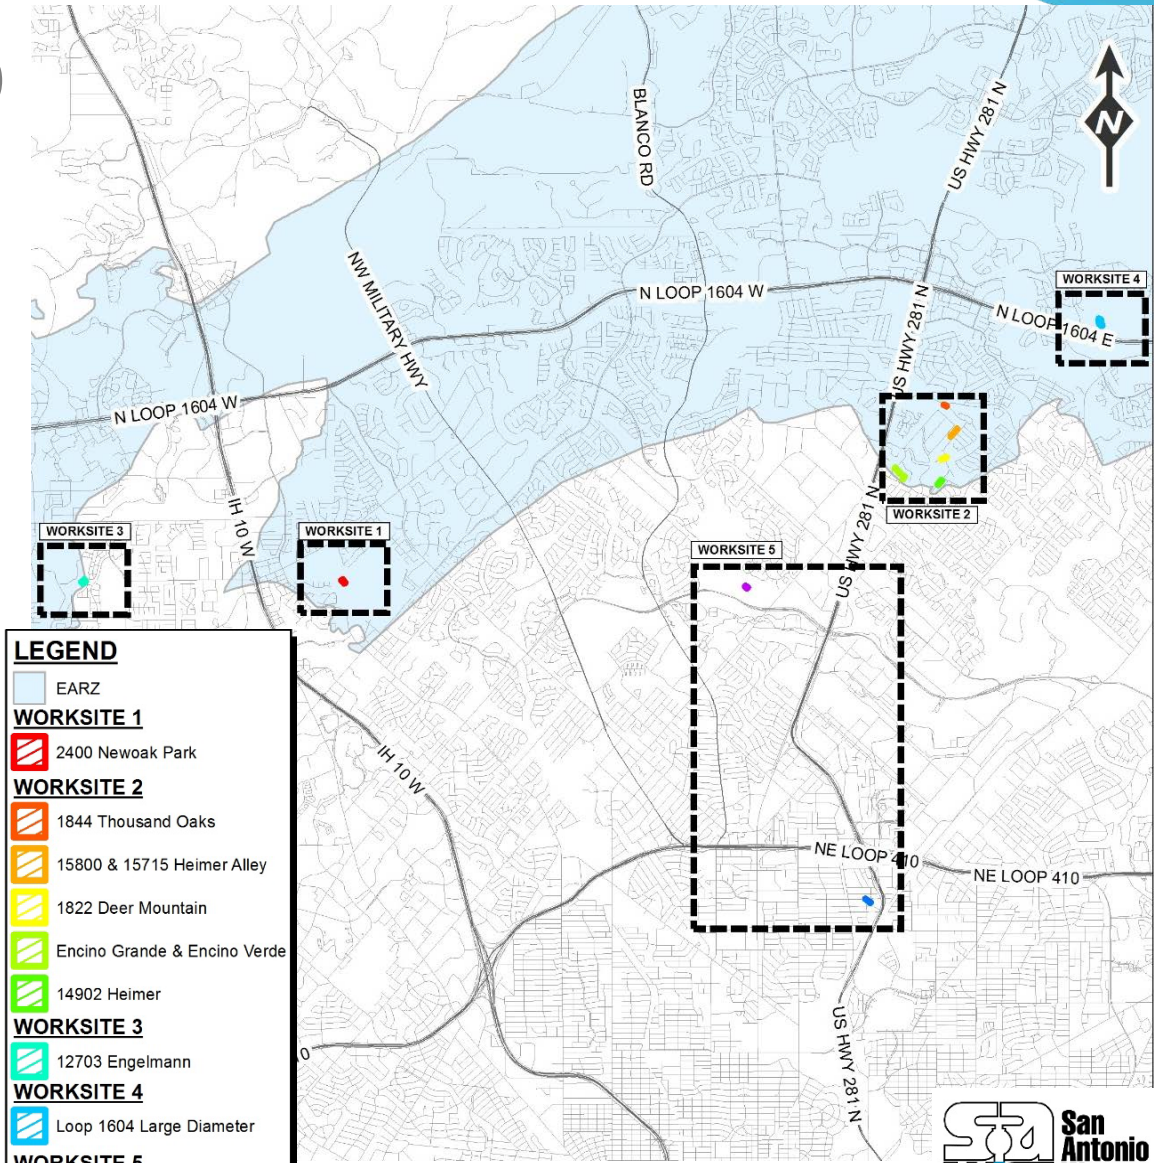 BLANCO RD
US HWY 281 N
N
NW MILITARY HWY
N LOOP 1604 W
US HWY 281 N
WORKSITE 4
N LOOP 1604 E
N LOOP 1604 W
IH 10 W
WORKSITE 3
WORKSITE 1
WORKSITE 2
US HWY 281 N
WORKSITE 5
IH 10 W
NE LOOP 410
NE LOOP 410
US HWY 281 N
LEGEND
EARZ
WORKSITE 1
2400 Newoak Park
WORKSITE 2
1844 Thousand Oaks
15800 & 15715 Heimer Alley
1822 Deer Mountain
Encino Grande & Encino Verde
14902 Heimer
WORKSITE 3
12703 Engelmann
WORKSITE 4
Loop 1604 Large Diameter
WORKSITE 5
San
Antonio